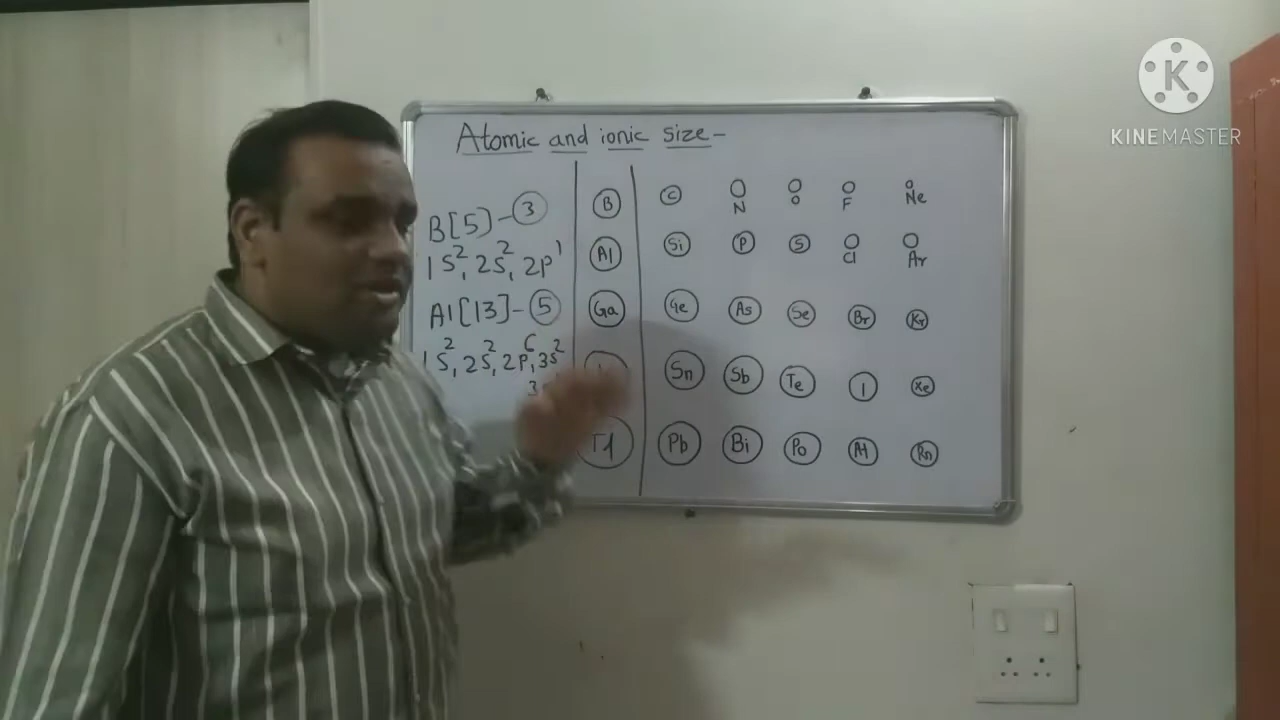 Atomic and ionic size-
B[5]-3
1S², 2S², 2P¹
Al[13]-5
1S², 2S², 2P⁶, 3S²
3
B C N O F Ne
Al Si P S Cl Ar
Ga Ge As Se Br Kr
Sn Sb Te I Xe
Tl Pb Bi Po At Rn
K
KINEMASTER